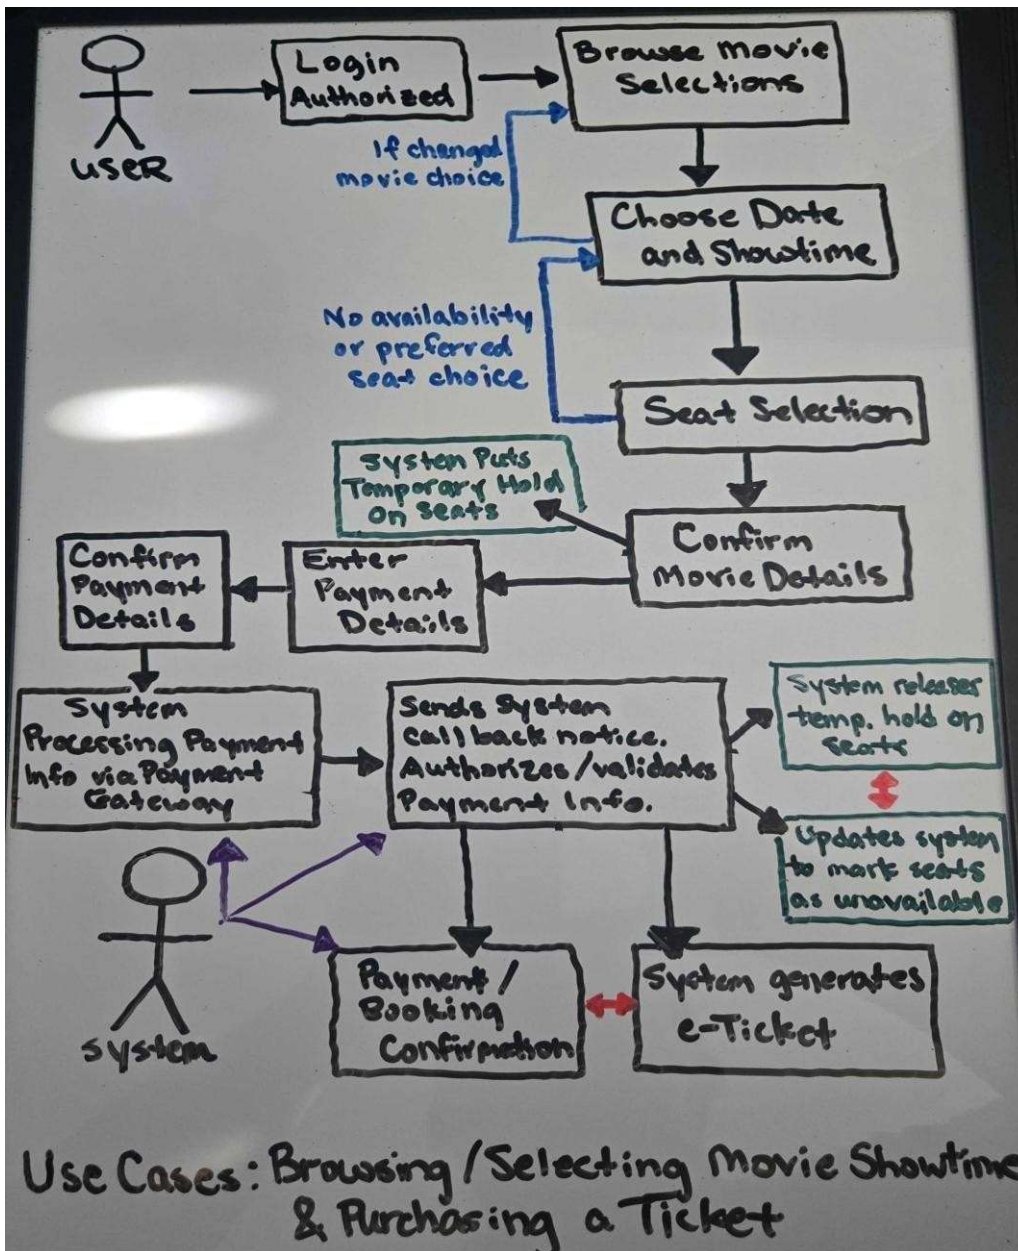 Login
Authorized
Browse Movie
Selections
user
If changed
movie choice
Choose Date
and Showtime
No availability
or preferred
seat choice
Seat Selection
System Puts
Temporary Hold
on seats
Confirm
Movie Details
Enter
Payment
Details
Confirm
Payment
Details
System
Processing Payment
Info via Payment
Gateway
Sends System
Callback notice.
Authorizes/validates
Payment Info.
System releases
temp. hold on
seats
Updates system
to mark seats
as unavailable
system
Payment/
Booking
Confirmation
System generates
e-Ticket
Use Cases: Browsing/Selecting Movie Showtime
& Purchasing a Ticket